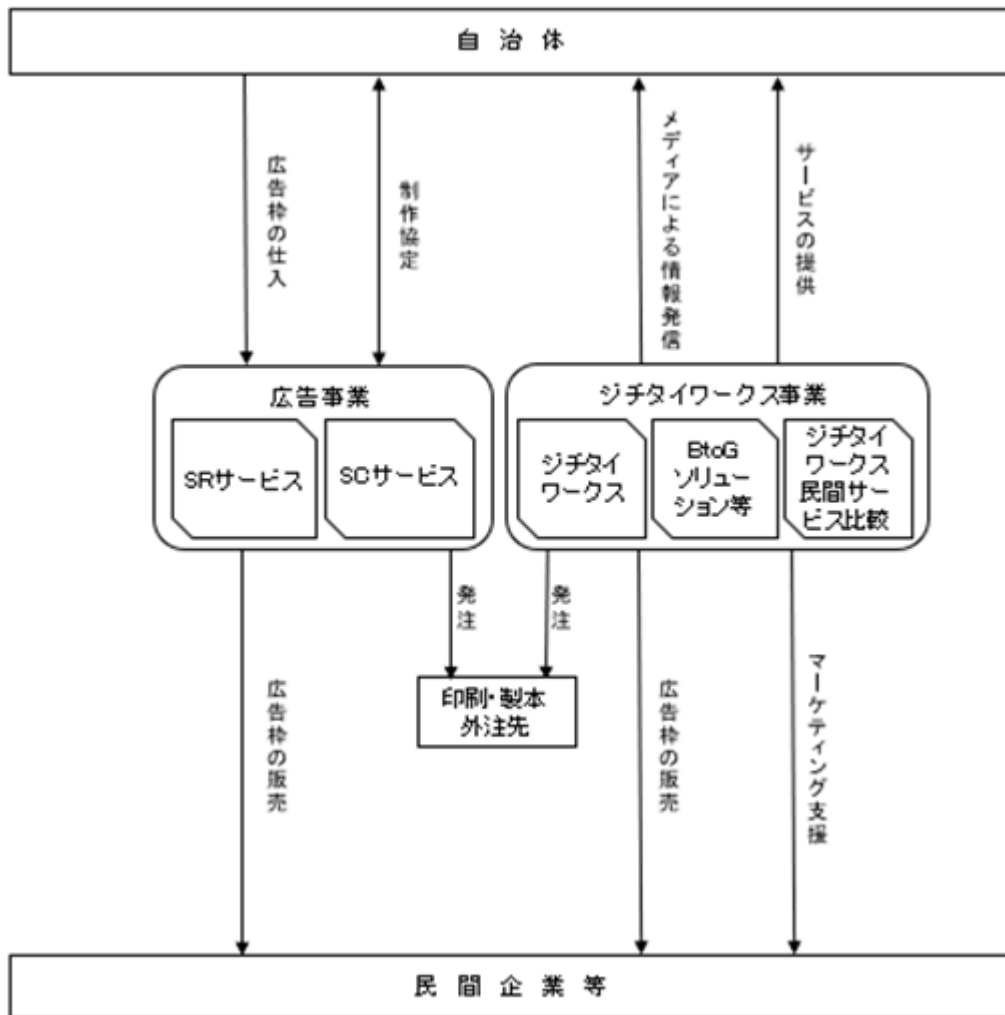 自治体
広告枠の仕入
制作協定
メディアによる情報発信
サービスの提供
広告事業
SRサービス
SCサービス
ジチタイワークス事業
ジチタイ
ワークス
BtoG
ソリュー
ション等
ジチタイ
ワークス
民間サー
ビス比較
発注
発注
印刷・製本
外注先
広告枠の販売
広告枠の販売
マーケティング支援
民間企業等